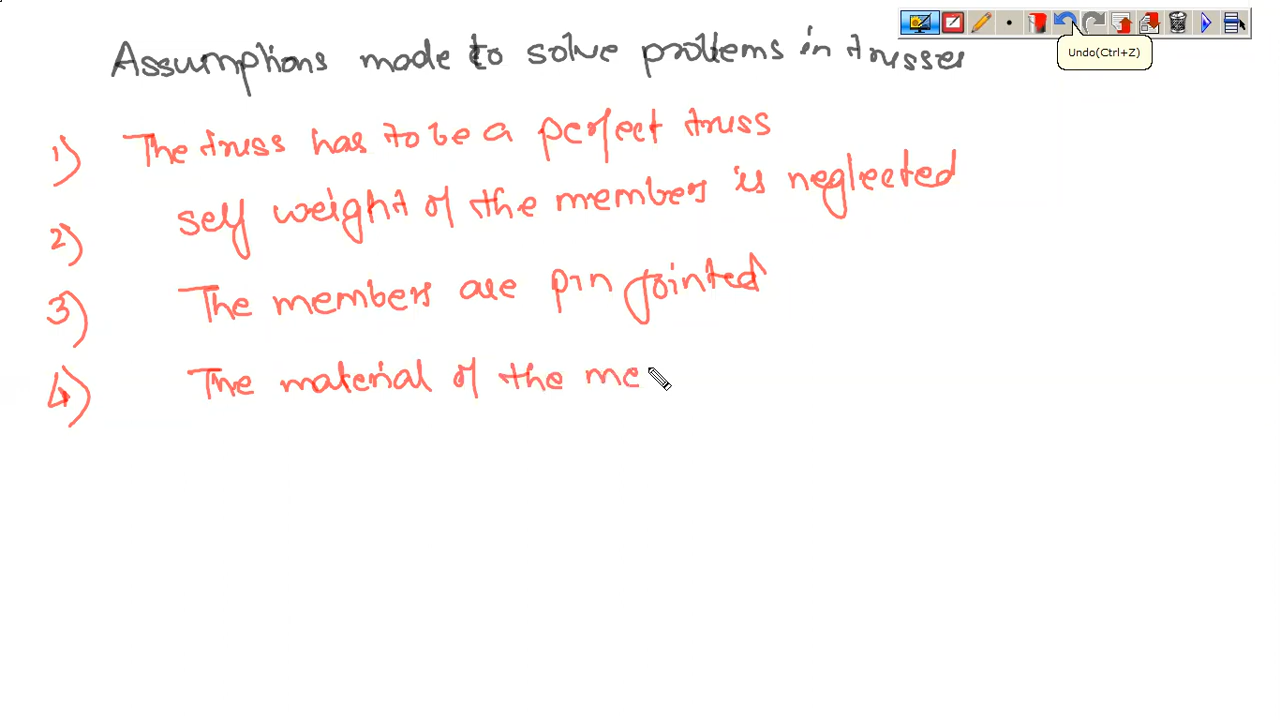 Assumptions made to solve problems in trusses
Undo(Ctrl+Z)
1) The truss has to be a perfect truss
2) self weight of the members is neglected
3) The members are pin jointed
4) The material of the me